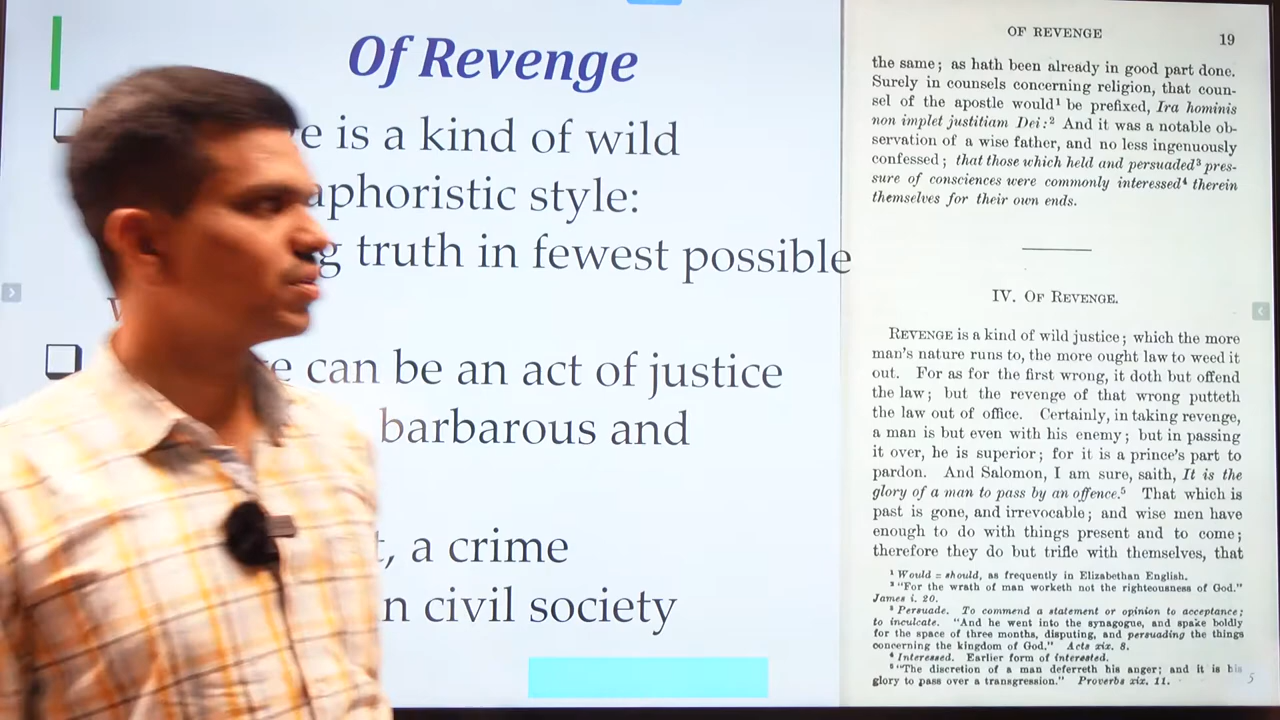 Of Revenge
e is a kind of wild
aphoristic style:
g truth in fewest possible
e can be an act of justice
barbarous and
t, a crime
n civil society
OF REVENGE 19
the same; as hath been already in good part done.
Surely in counsels concerning religion, that coun-
sel of the apostle would¹ be prefixed, Ira hominis
non implet justitiam Dei:² And it was a notable ob-
servation of a wise father, and no less ingenuously
confessed; that those which held and persuaded³ pres-
sure of consciences were commonly interessed⁴ therein
themselves for their own ends.
IV. OF REVENGE.
REVENGE is a kind of wild justice; which the more
man's nature runs to, the more ought law to weed it
out. For as for the first wrong, it doth but offend
the law; but the revenge of that wrong putteth
the law out of office. Certainly, in taking revenge,
a man is but even with his enemy; but in passing
it over, he is superior; for it is a prince's part to
pardon. And Salomon, I am sure, saith, It is the
glory of a man to pass by an offence.⁵ That which is
past is gone, and irrevocable; and wise men have
enough to do with things present and to come;
therefore they do but trifle with themselves, that
¹ Would = should, as frequently in Elizabethan English.
² "For the wrath of man worketh not the righteousness of God."
James i. 20.
³ Persuade. To commend a statement or opinion to acceptance;
to inculcate. "And he went into the synagogue, and spake boldly
for the space of three months, disputing, and persuading the things
concerning the kingdom of God." Acts xix. 8.
⁴ Interessed. Earlier form of interested.
⁵ "The discretion of a man deferreth his anger; and it is his
glory to pass over a transgression." Proverbs xix. 11.
5